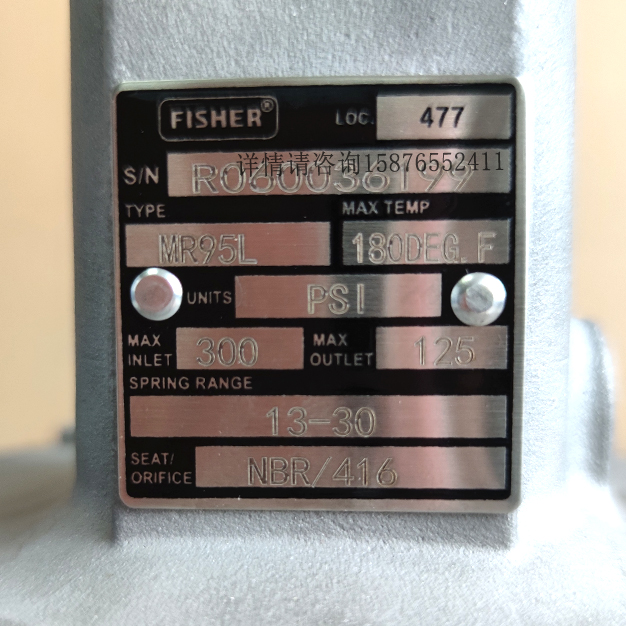 FISHER® LOC. 477
详情请咨询15876552411
S/N R0600036199
TYPE MAX TEMP
MR95L 180DEG.F
UNITS PSI
MAX INLET 300 MAX OUTLET 125
SPRING RANGE
13-30
SEAT/ORIFICE NBR/416